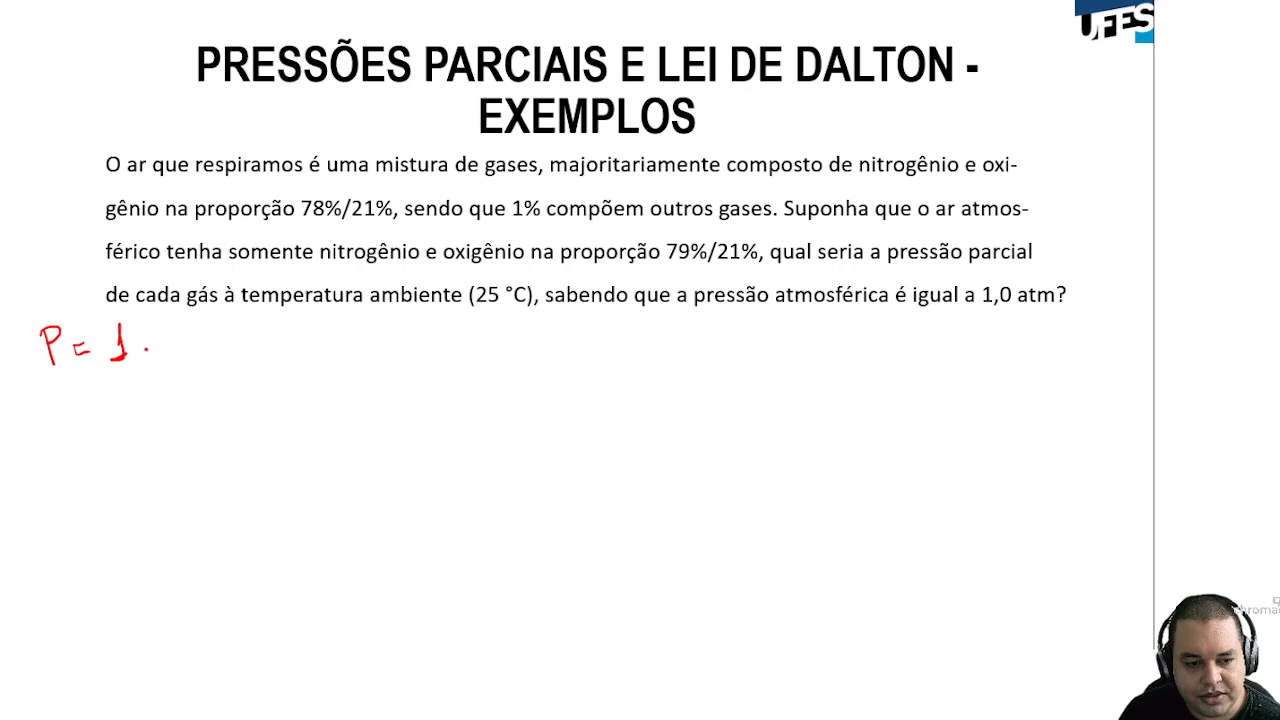 UFES
PRESSÕES PARCIAIS E LEI DE DALTON -
EXEMPLOS
O ar que respiramos é uma mistura de gases, majoritariamente composto de nitrogênio e oxi-
gênio na proporção 78%/21%, sendo que 1% compõem outros gases. Suponha que o ar atmos-
férico tenha somente nitrogênio e oxigênio na proporção 79%/21%, qual seria a pressão parcial
de cada gás à temperatura ambiente (25 °C), sabendo que a pressão atmosférica é igual a 1,0 atm?
P = 1 .